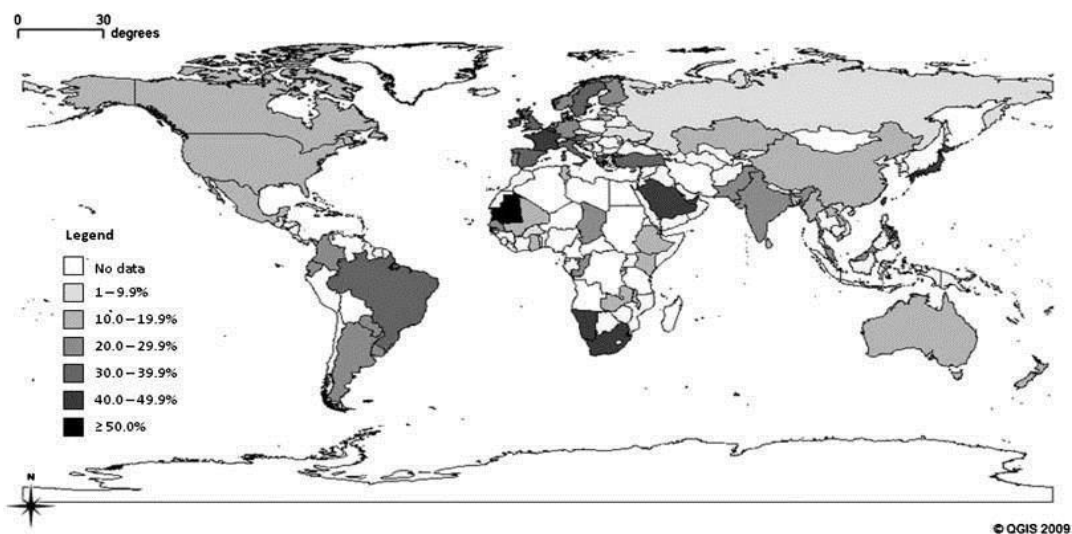 0 30
degrees
Legend
No data
1–9.9%
10.0–19.9%
20.0–29.9%
30.0–39.9%
40.0–49.9%
≥50.0%
N
© QGIS 2009